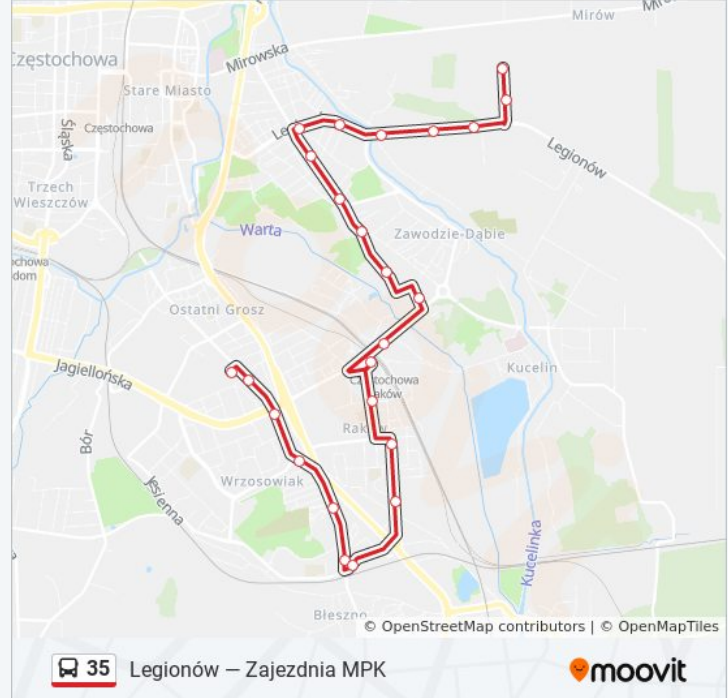 Mirów
Częstochowa
Mirowska
Stare Miasto
Śląska
Częstochowa
Legionów
Trzech
Wieszczów
Warta
Zawodzie-Dąbie
Ostatni Grosz
Jagiellońska
Kucelin
Częstochowa
Raków
Raków
Bór
Wrzosowiak
Jesienna
Kucelinka
Błeszno
© OpenStreetMap contributors | © OpenMapTiles
35 Legionów — Zajezdnia MPK
moovit